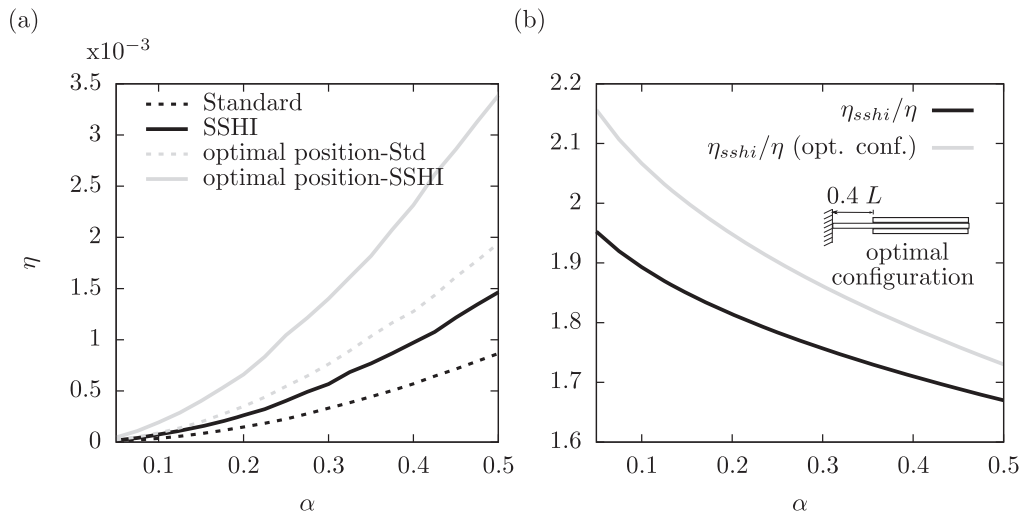 (a)
x10−3
3.5
3
2.5
2
1.5
1
0.5
0
η
0.1
0.2
0.3
0.4
0.5
α
Standard
SSHI
optimal position-Std
optimal position-SSHI
(b)
2.2
2.1
2
1.9
1.8
1.7
1.6
0.1
0.2
0.3
0.4
0.5
α
ηsshi/η
ηsshi/η (opt. conf.)
0.4 L
optimal
configuration